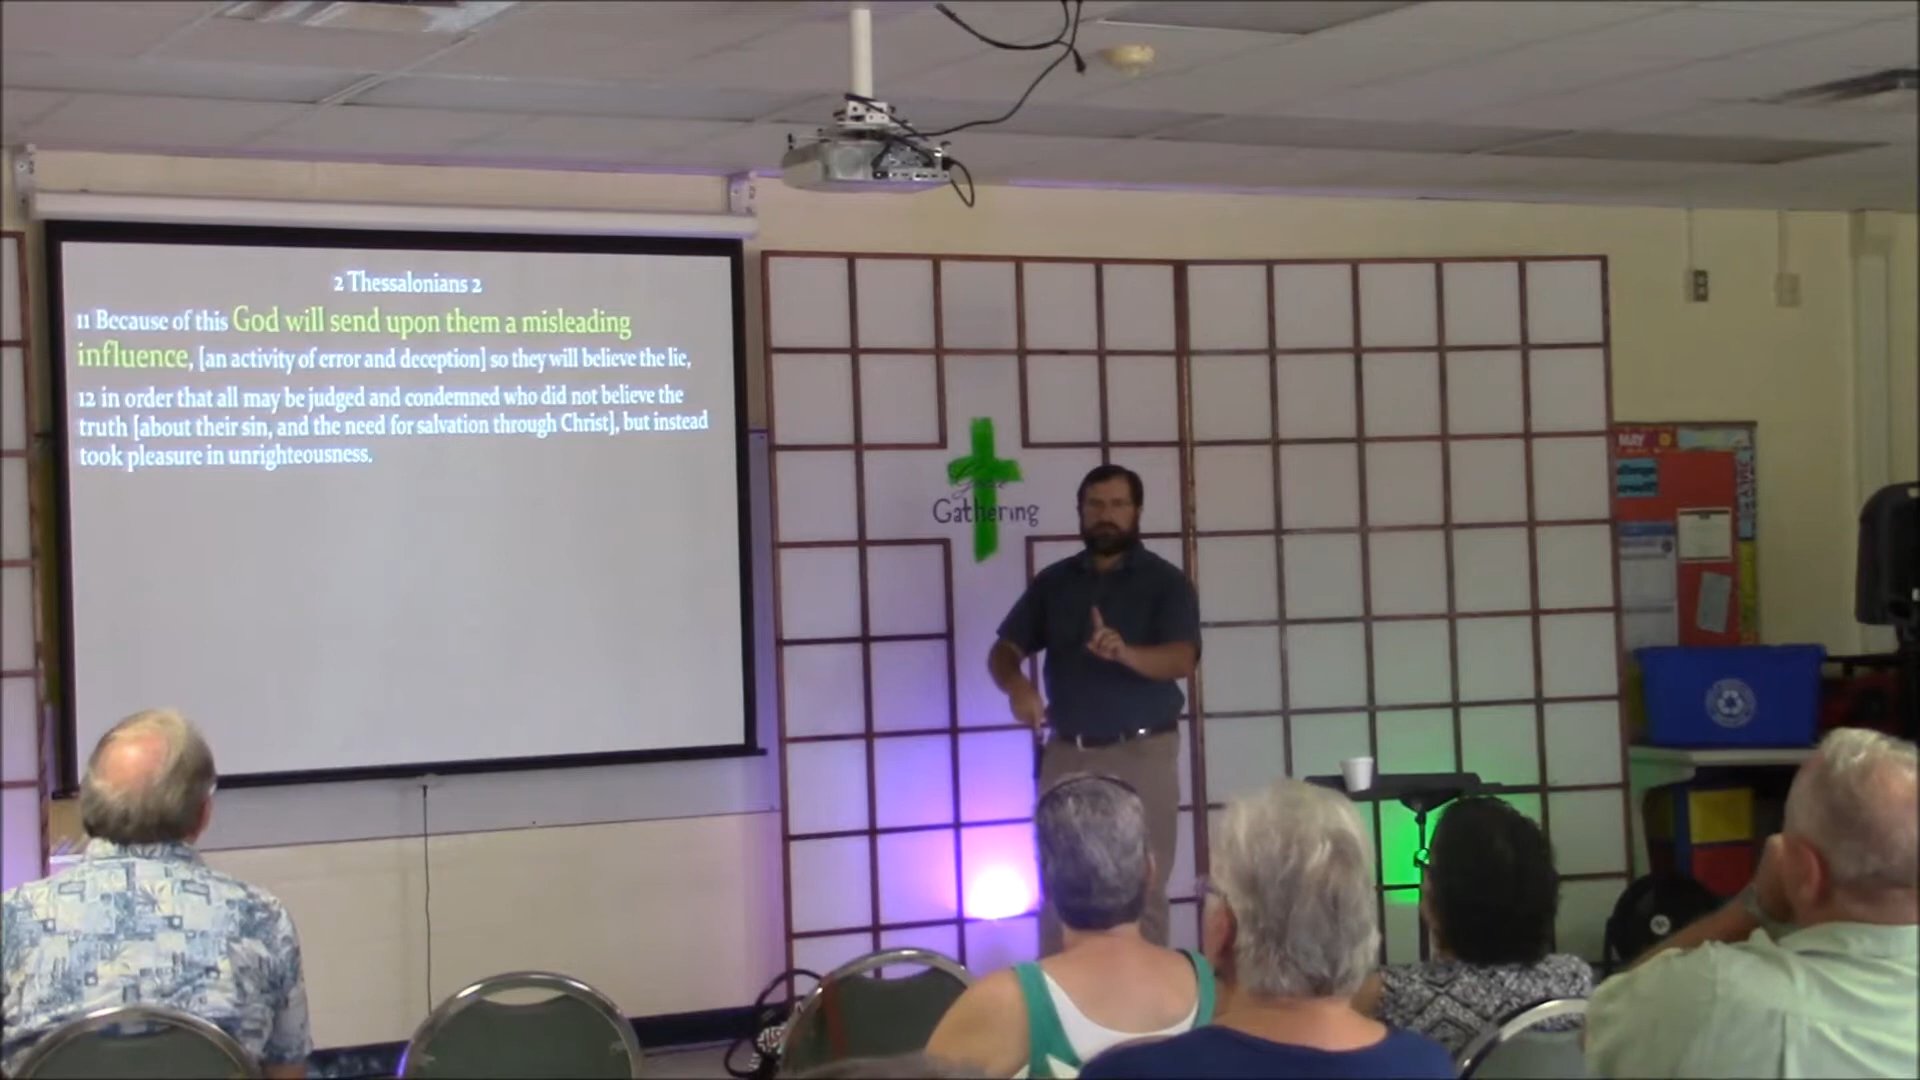 2 Thessalonians 2
11 Because of this God will send upon them a misleading
influence, [an activity of error and deception] so they will believe the lie,
12 in order that all may be judged and condemned who did not believe the
truth [about their sin, and the need for salvation through Christ], but instead
took pleasure in unrighteousness.
Gathering
MAY